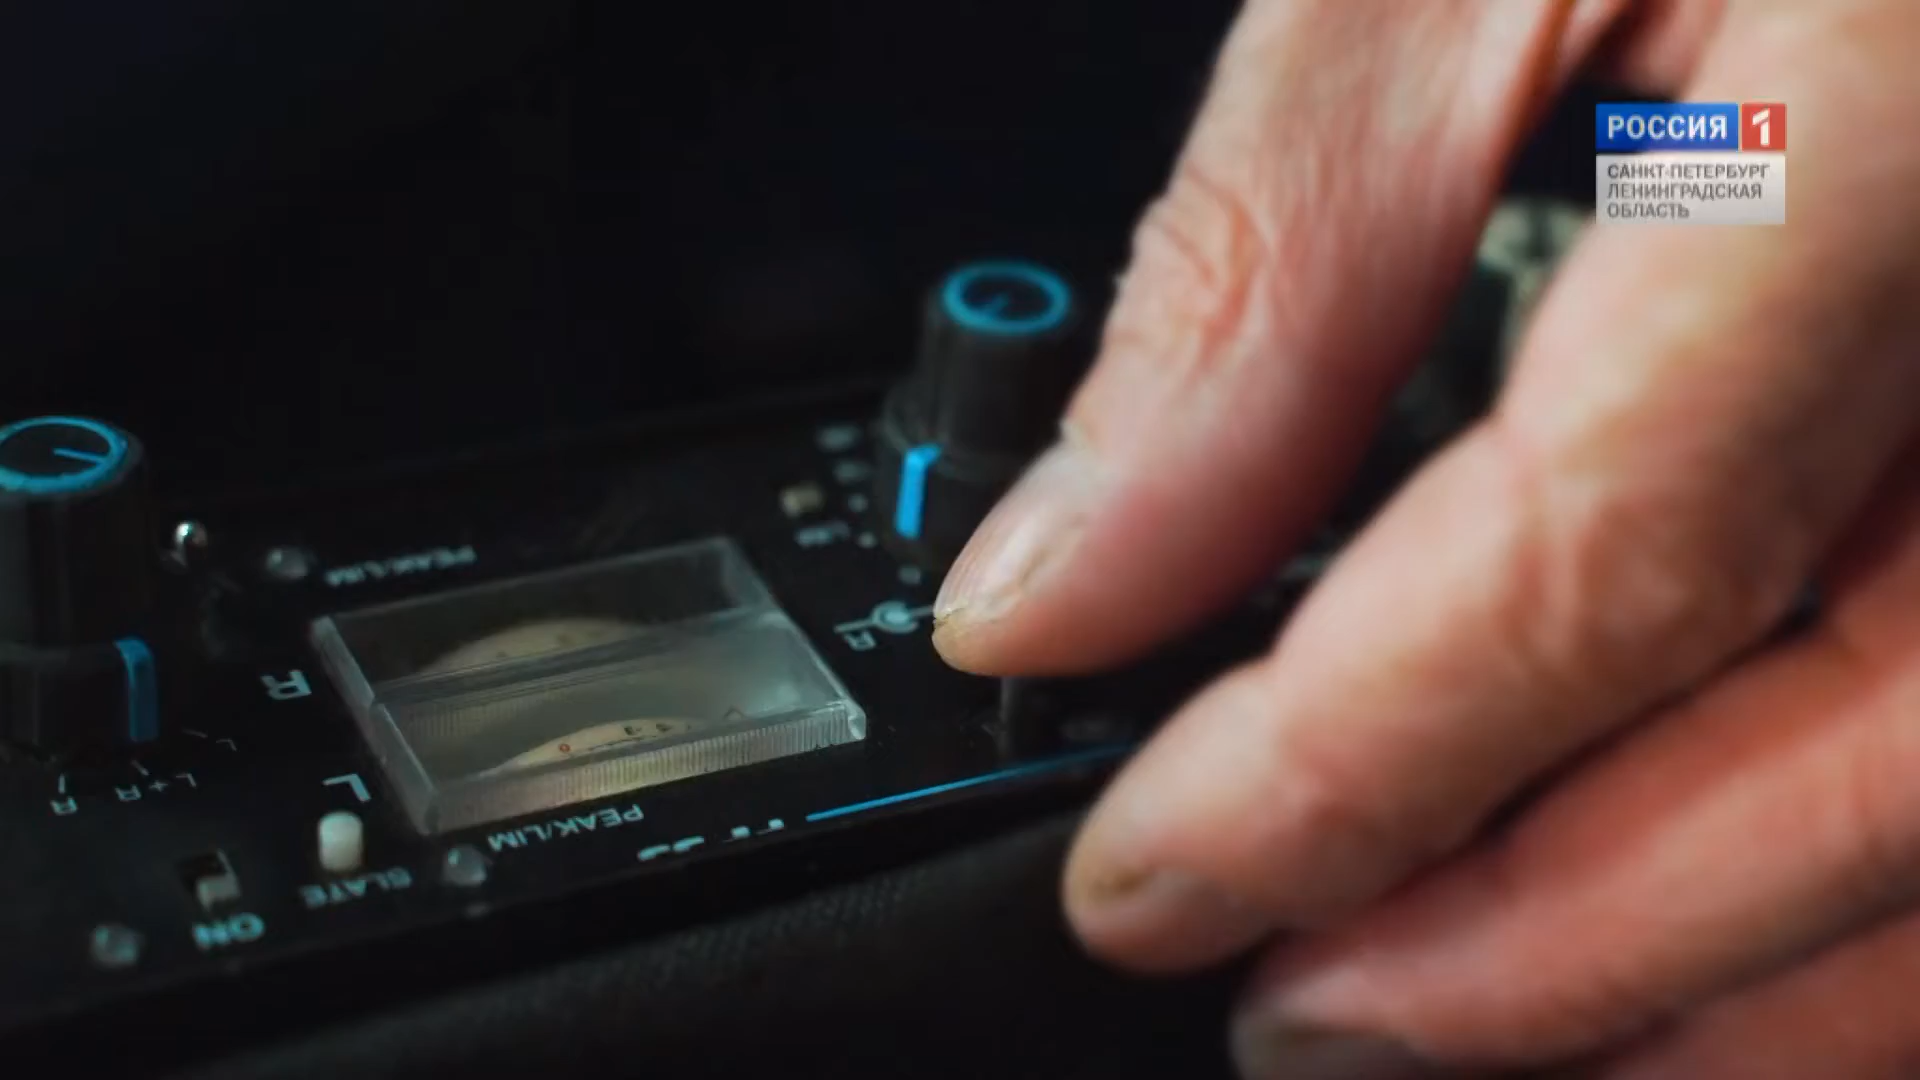 РОССИЯ 1
САНКТ-ПЕТЕРБУРГ
ЛЕНИНГРАДСКАЯ
ОБЛАСТЬ
PEAK/LIM
R
R
L
L+R
R
PEAK/LIM
SLATE
ON